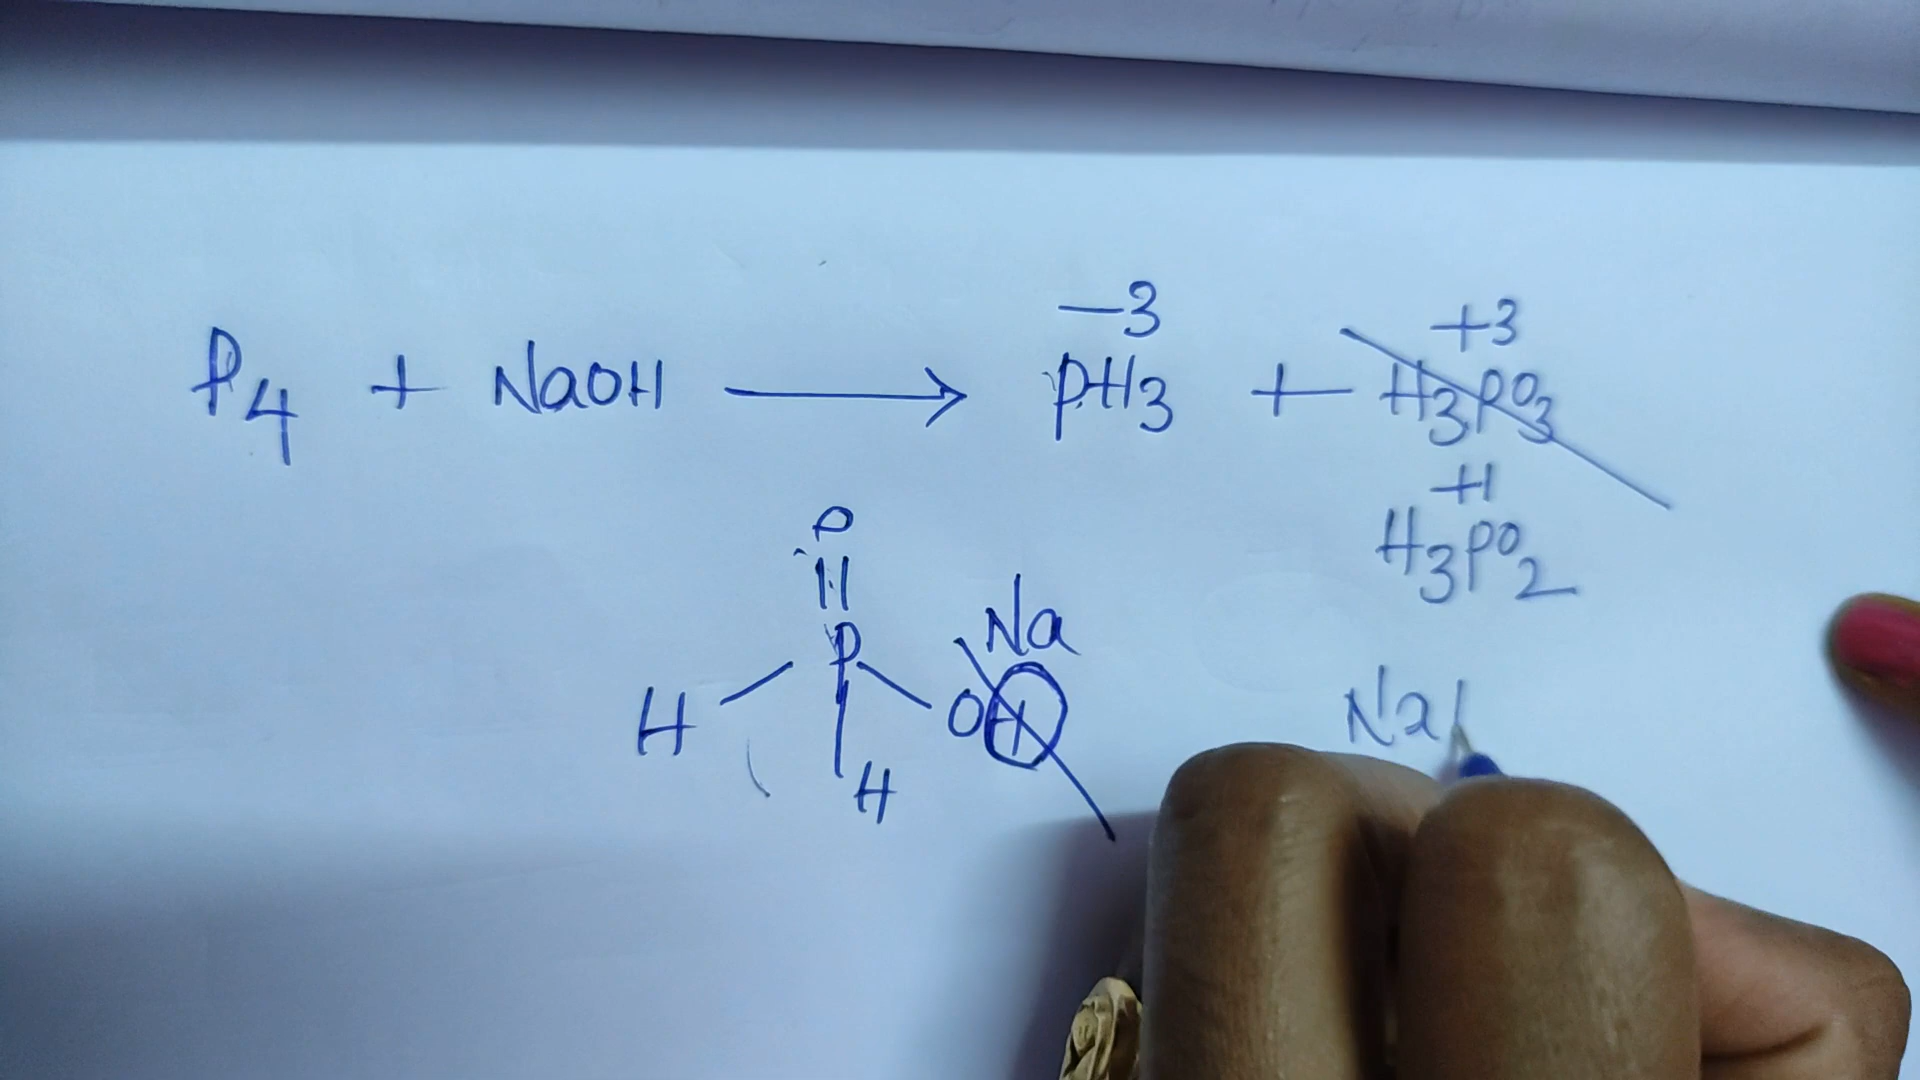 -3
+3
P4 + NaOH ⟶ PH3 + H3PO3
+1
H3PO2
O
||
P
Na
H OH
H
Na